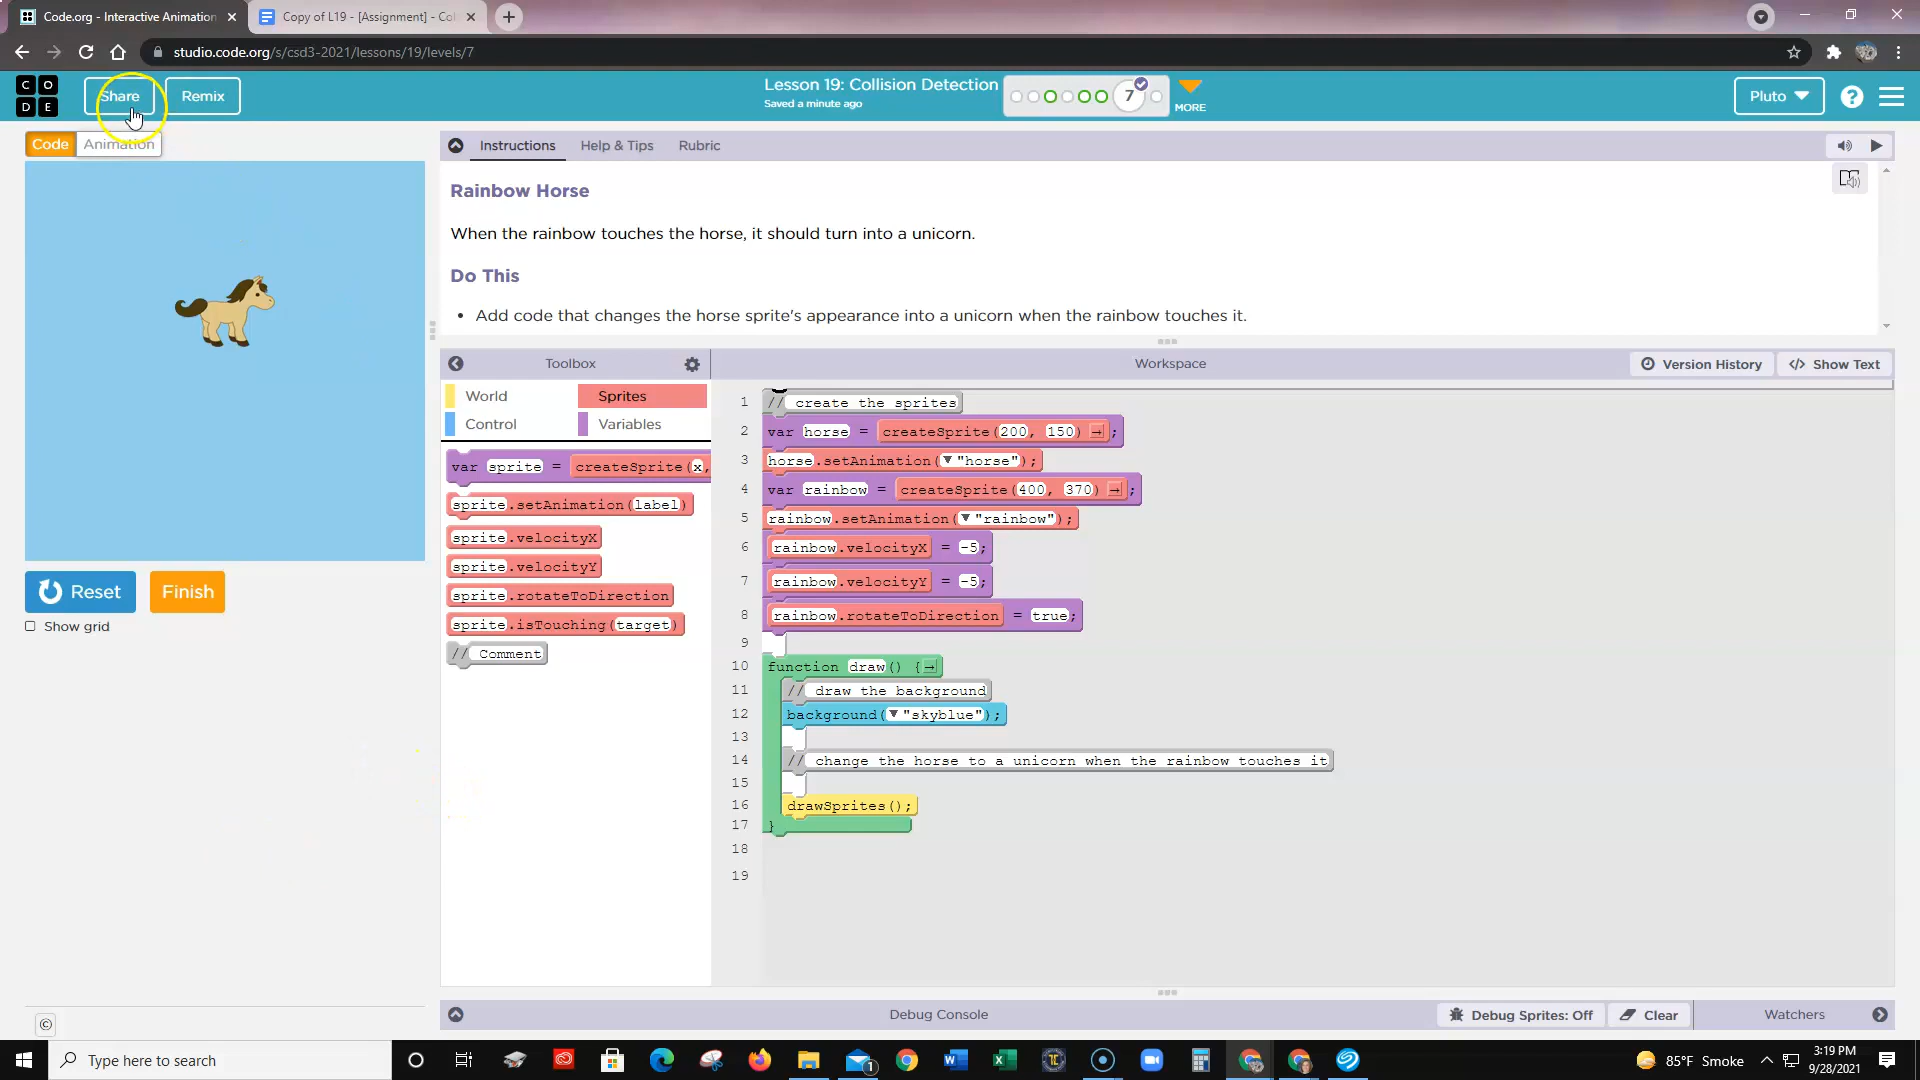 Code.org - Interactive Animation
Copy of L19 - [Assignment] - Col
studio.code.org/s/csd3-2021/lessons/19/levels/7
C O
D E
Share
Remix
Lesson 19: Collision Detection
Saved a minute ago
7
MORE
Pluto
?
Code
Animation
Instructions
Help & Tips
Rubric
Rainbow Horse
When the rainbow touches the horse, it should turn into a unicorn.
Do This
• Add code that changes the horse sprite's appearance into a unicorn when the rainbow touches it.
Toolbox
Workspace
Version History
</> Show Text
World
Sprites
Control
Variables
var sprite = createSprite(x,
sprite.setAnimation(label)
sprite.velocityX
sprite.velocityY
sprite.rotateToDirection
sprite.isTouching(target)
// Comment
1 // create the sprites
2 var horse = createSprite(200, 150) → ;
3 horse.setAnimation(▼"horse");
4 var rainbow = createSprite(400, 370) → ;
5 rainbow.setAnimation(▼"rainbow");
6 rainbow.velocityX = -5;
7 rainbow.velocityY = -5;
8 rainbow.rotateToDirection = true;
9
10 function draw() {→
11 // draw the background
12 background(▼"skyblue");
13
14 // change the horse to a unicorn when the rainbow touches it
15
16 drawSprites();
17 }
18
19
Reset
Finish
Show grid
©
Debug Console
Debug Sprites: Off
Clear
Watchers
Type here to search
1
85°F Smoke
3:19 PM
9/28/2021